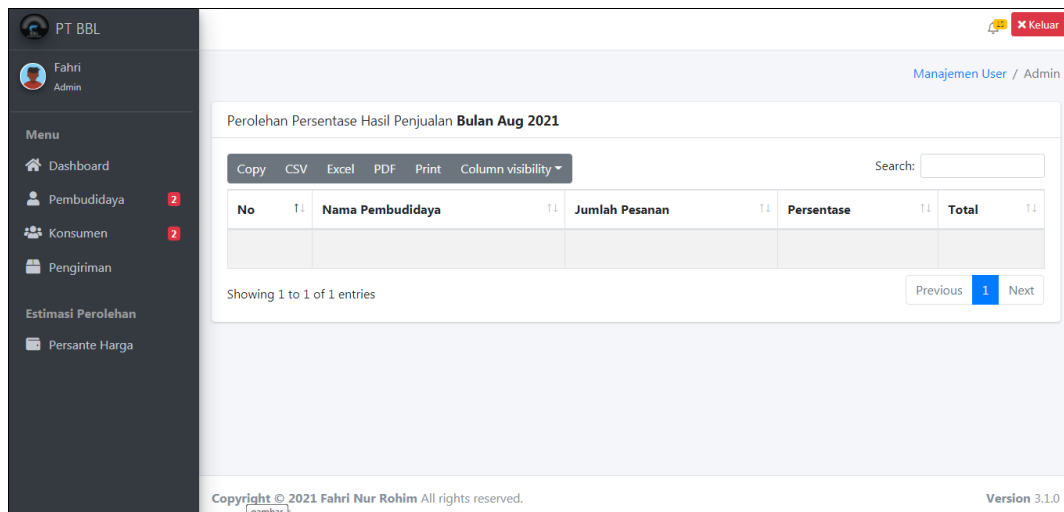 PT BBL
Keluar
Fahri
Admin
Manajemen User / Admin
Menu
Dashboard
Pembudidaya 2
Konsumen 2
Pengiriman
Estimasi Perolehan
Persante Harga
Perolehan Persentase Hasil Penjualan Bulan Aug 2021
Copy CSV Excel PDF Print Column visibility
Search:
No Nama Pembudidaya Jumlah Pesanan Persentase Total
Showing 1 to 1 of 1 entries
Previous 1 Next
Copyright © 2021 Fahri Nur Rohim All rights reserved.
Version 3.1.0